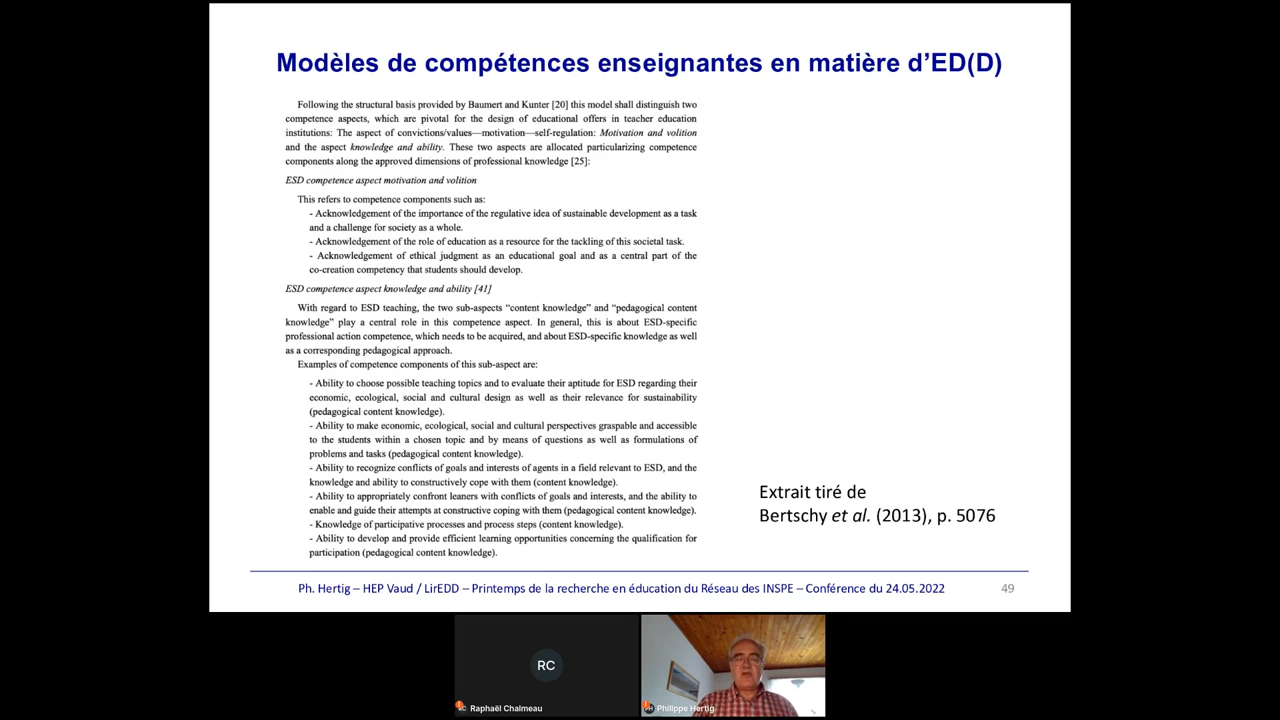 Modèles de compétences enseignantes en matière d’ED(D)
Following the structural basis provided by Baumert and Kunter [20] this model shall distinguish two
competence aspects, which are pivotal for the design of educational offers in teacher education
institutions: The aspect of convictions/values—motivation—self-regulation: Motivation and volition
and the aspect knowledge and ability. These two aspects are allocated particularizing competence
components along the approved dimensions of professional knowledge [25]:
ESD competence aspect motivation and volition
This refers to competence components such as:
- Acknowledgement of the importance of the regulative idea of sustainable development as a task
and a challenge for society as a whole.
- Acknowledgement of the role of education as a resource for the tackling of this societal task.
- Acknowledgement of ethical judgment as an educational goal and as a central part of the
co-creation competency that students should develop.
ESD competence aspect knowledge and ability [41]
With regard to ESD teaching, the two sub-aspects “content knowledge” and “pedagogical content
knowledge” play a central role in this competence aspect. In general, this is about ESD-specific
professional action competence, which needs to be acquired, and about ESD-specific knowledge as well
as a corresponding pedagogical approach.
Examples of competence components of this sub-aspect are:
- Ability to choose possible teaching topics and to evaluate their aptitude for ESD regarding their
economic, ecological, social and cultural design as well as their relevance for sustainability
(pedagogical content knowledge).
- Ability to make economic, ecological, social and cultural perspectives graspable and accessible
to the students within a chosen topic and by means of questions as well as formulations of
problems and tasks (pedagogical content knowledge).
- Ability to recognize conflicts of goals and interests of agents in a field relevant to ESD, and the
knowledge and ability to constructively cope with them (content knowledge).
- Ability to appropriately confront leaners with conflicts of goals and interests, and the ability to
enable and guide their attempts at constructive coping with them (pedagogical content knowledge).
- Knowledge of participative processes and process steps (content knowledge).
- Ability to develop and provide efficient learning opportunities concerning the qualification for
participation (pedagogical content knowledge).
Extrait tiré de
Bertschy et al. (2013), p. 5076
Ph. Hertig – HEP Vaud / LirEDD – Printemps de la recherche en éducation du Réseau des INSPE – Conférence du 24.05.2022
49
RC
Raphaël Chalmeau
Philippe Hertig